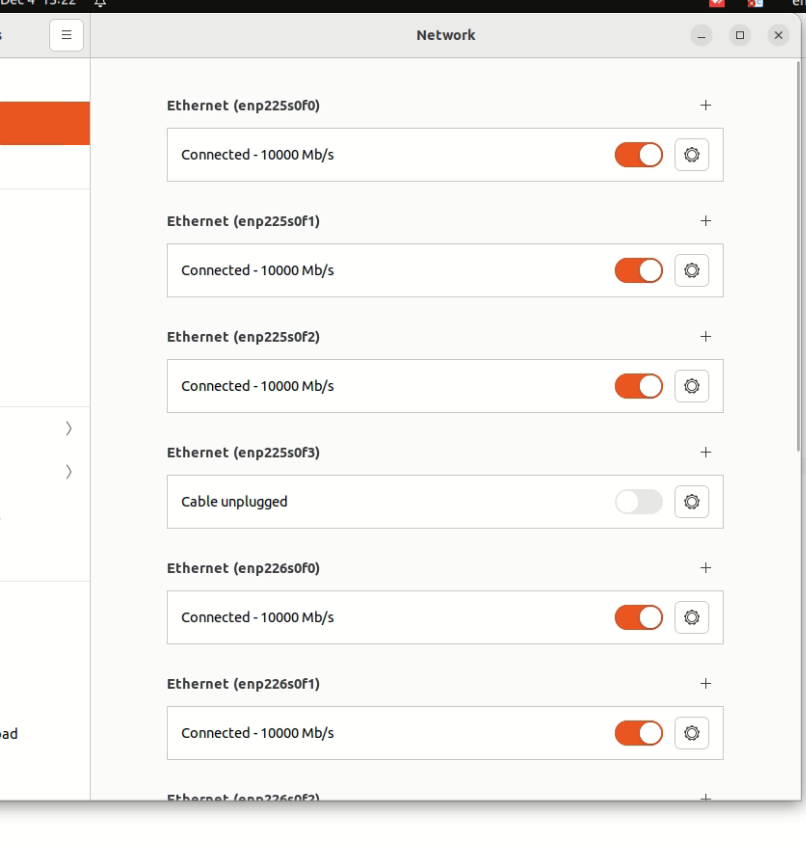 Dec 4 13:22
en
Network
Ethernet (enp225s0f0)
Connected - 10000 Mb/s
Ethernet (enp225s0f1)
Connected - 10000 Mb/s
Ethernet (enp225s0f2)
Connected - 10000 Mb/s
Ethernet (enp225s0f3)
Cable unplugged
Ethernet (enp226s0f0)
Connected - 10000 Mb/s
Ethernet (enp226s0f1)
Connected - 10000 Mb/s
Ethernet (enp226s0f2)